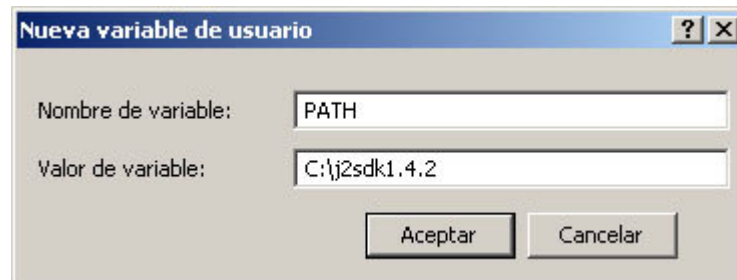 Nueva variable de usuario
Nombre de variable: PATH
Valor de variable: C:\j2sdk1.4.2
Aceptar Cancelar